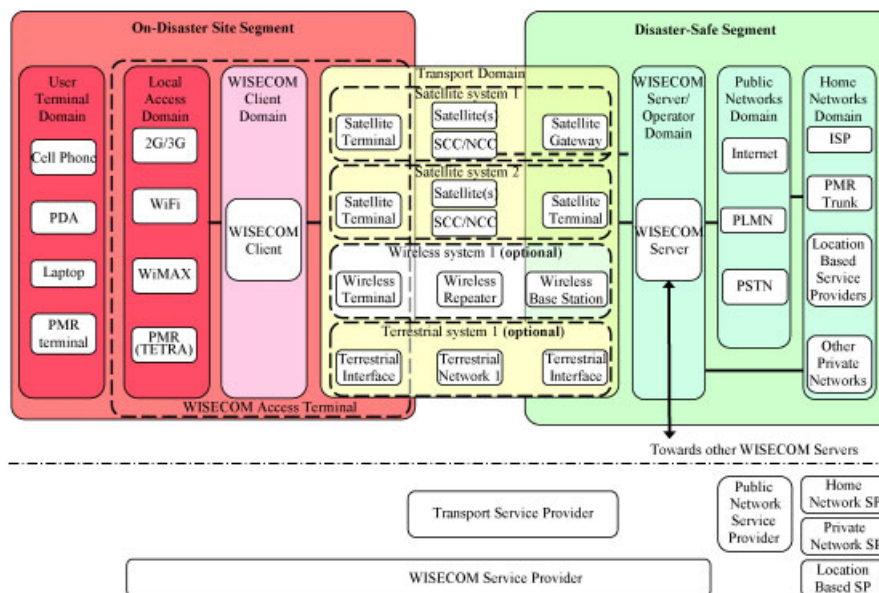 On-Disaster Site Segment
Disaster-Safe Segment
User
Terminal
Domain
Cell Phone
PDA
Laptop
PMR
terminal
Local
Access
Domain
2G/3G
WiFi
WiMAX
PMR
(TETRA)
WISECOM
Client
Domain
WISECOM
Client
WISECOM Access Terminal
Transport Domain
Satellite system 1
Satellite
Terminal
Satellite(s)
SCC/NCC
Satellite
Gateway
Satellite system 2
Satellite
Terminal
Satellite(s)
SCC/NCC
Satellite
Terminal
Wireless system 1 (optional)
Wireless
Terminal
Wireless
Repeater
Wireless
Base Station
Terrestrial system 1 (optional)
Terrestrial
Interface
Terrestrial
Network 1
Terrestrial
Interface
WISECOM
Server/
Operator
Domain
WISECOM
Server
Public
Networks
Domain
Internet
PLMN
PSTN
Home
Networks
Domain
ISP
PMR
Trunk
Location
Based
Service
Providers
Other
Private
Networks
Towards other WISECOM Servers
Transport Service Provider
Public
Network
Service
Provider
Home
Network SP
Private
Network SP
Location
Based SP
WISECOM Service Provider